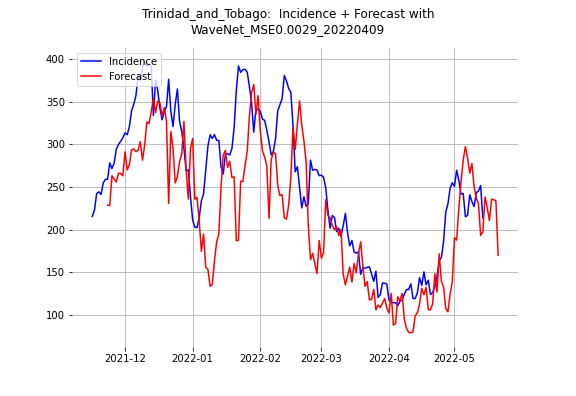 Trinidad_and_Tobago:  Incidence + Forecast with
WaveNet_MSE0.0029_20220409
Incidence
Forecast
400
350
300
250
200
150
100
2021-12 2022-01 2022-02 2022-03 2022-04 2022-05